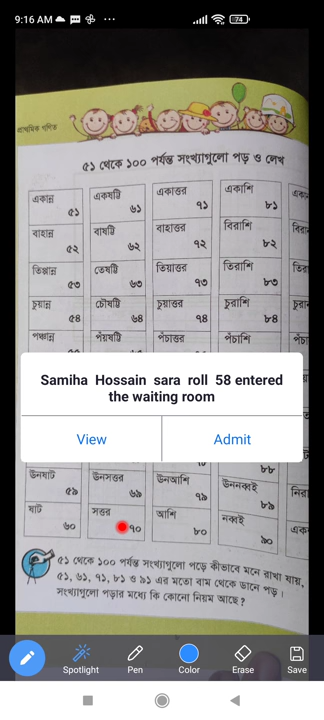 9:16 AM
74
প্রাথমিক গণিত
৫১ থেকে ১০০ পর্যন্ত সংখ্যাগুলো পড় ও লেখ
একান্ন ৫১ একষট্টি ৬১ একাত্তর ৭১ একাশি ৮১
বাহান্ন ৫২ বাষট্টি ৬২ বাহাত্তর ৭২ বিরাশি ৮২
তিপ্পান্ন ৫৩ তেষট্টি ৬৩ তিয়াত্তর ৭৩ তিরাশি ৮৩
চুয়ান্ন ৫৪ চৌষট্টি ৬৪ চুয়াত্তর ৭৪ চুরাশি ৮৪
পঞ্চান্ন পঁয়ষট্টি পঁচাত্তর পঁচাশি
Samiha Hossain sara roll 58 entered
the waiting room
View Admit
৮৮
উনষাট ৫৯ উনসত্তর ৬৯ উনআশি ৭৯ উননব্বই ৮৯
ষাট ৬০ সত্তর ৭০ আশি ৮০ নব্বই ৯০
৫১ থেকে ১০০ পর্যন্ত সংখ্যাগুলো পড়ে কীভাবে মনে রাখা যায়,
৫১, ৬১, ৭১, ৮১ ও ৯১ এর মতো বাম থেকে ডানে পড়।
সংখ্যাগুলো পড়ার মধ্যে কি কোনো নিয়ম আছে?
Spotlight Pen Color Erase Save